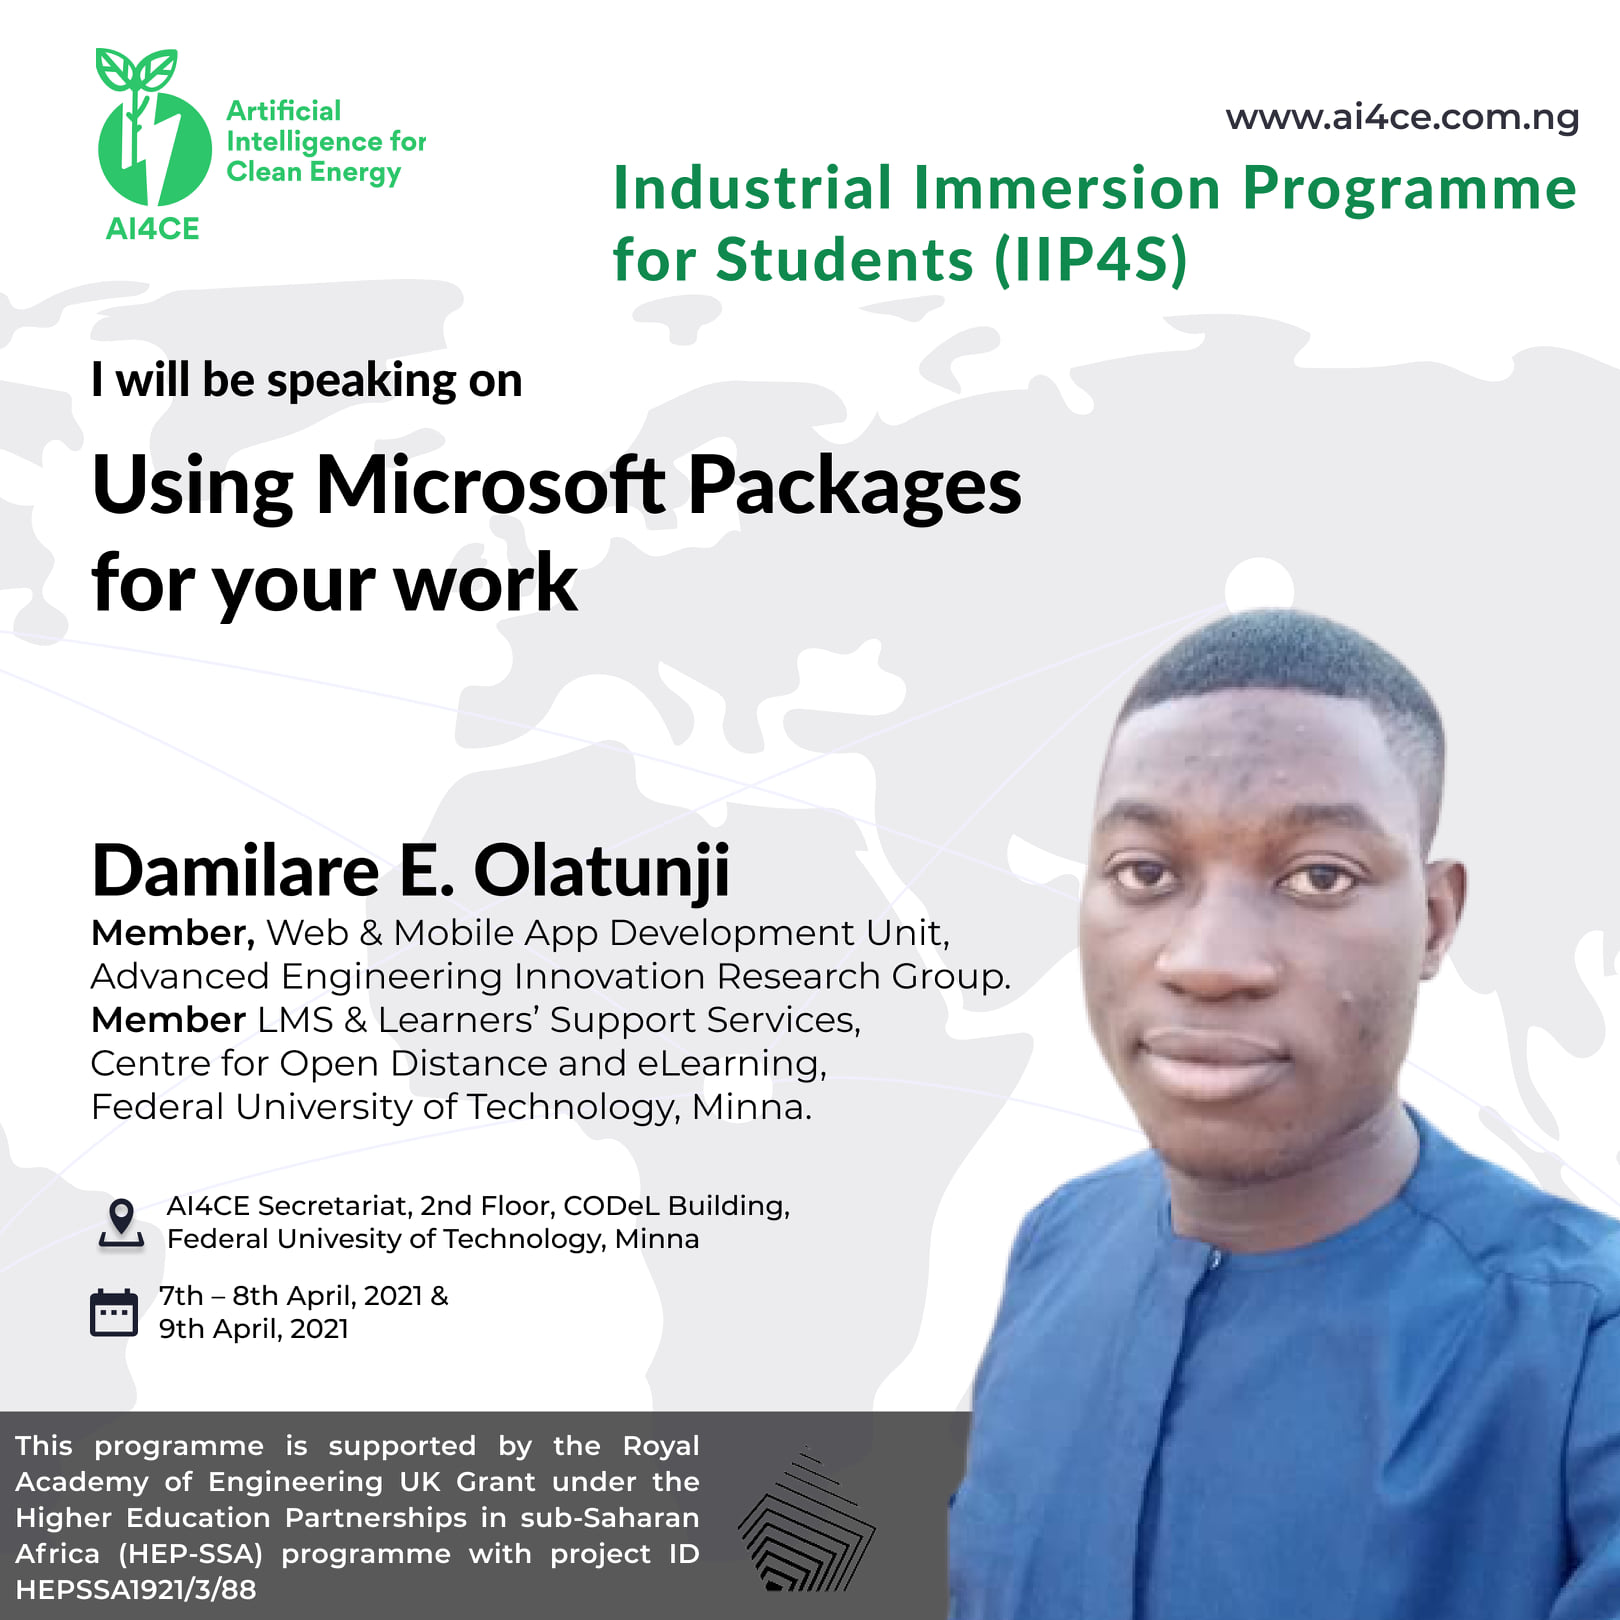 Artificial
Intelligence for
Clean Energy
AI4CE
www.ai4ce.com.ng
Industrial Immersion Programme
for Students (IIP4S)
I will be speaking on
Using Microsoft Packages
for your work
Damilare E. Olatunji
Member, Web & Mobile App Development Unit,
Advanced Engineering Innovation Research Group.
Member LMS & Learners’ Support Services,
Centre for Open Distance and eLearning,
Federal University of Technology, Minna.
AI4CE Secretariat, 2nd Floor, CODeL Building,
Federal Univesity of Technology, Minna
7th – 8th April, 2021 &
9th April, 2021
This programme is supported by the Royal
Academy of Engineering UK Grant under the
Higher Education Partnerships in sub-Saharan
Africa (HEP-SSA) programme with project ID
HEPSSA1921/3/88